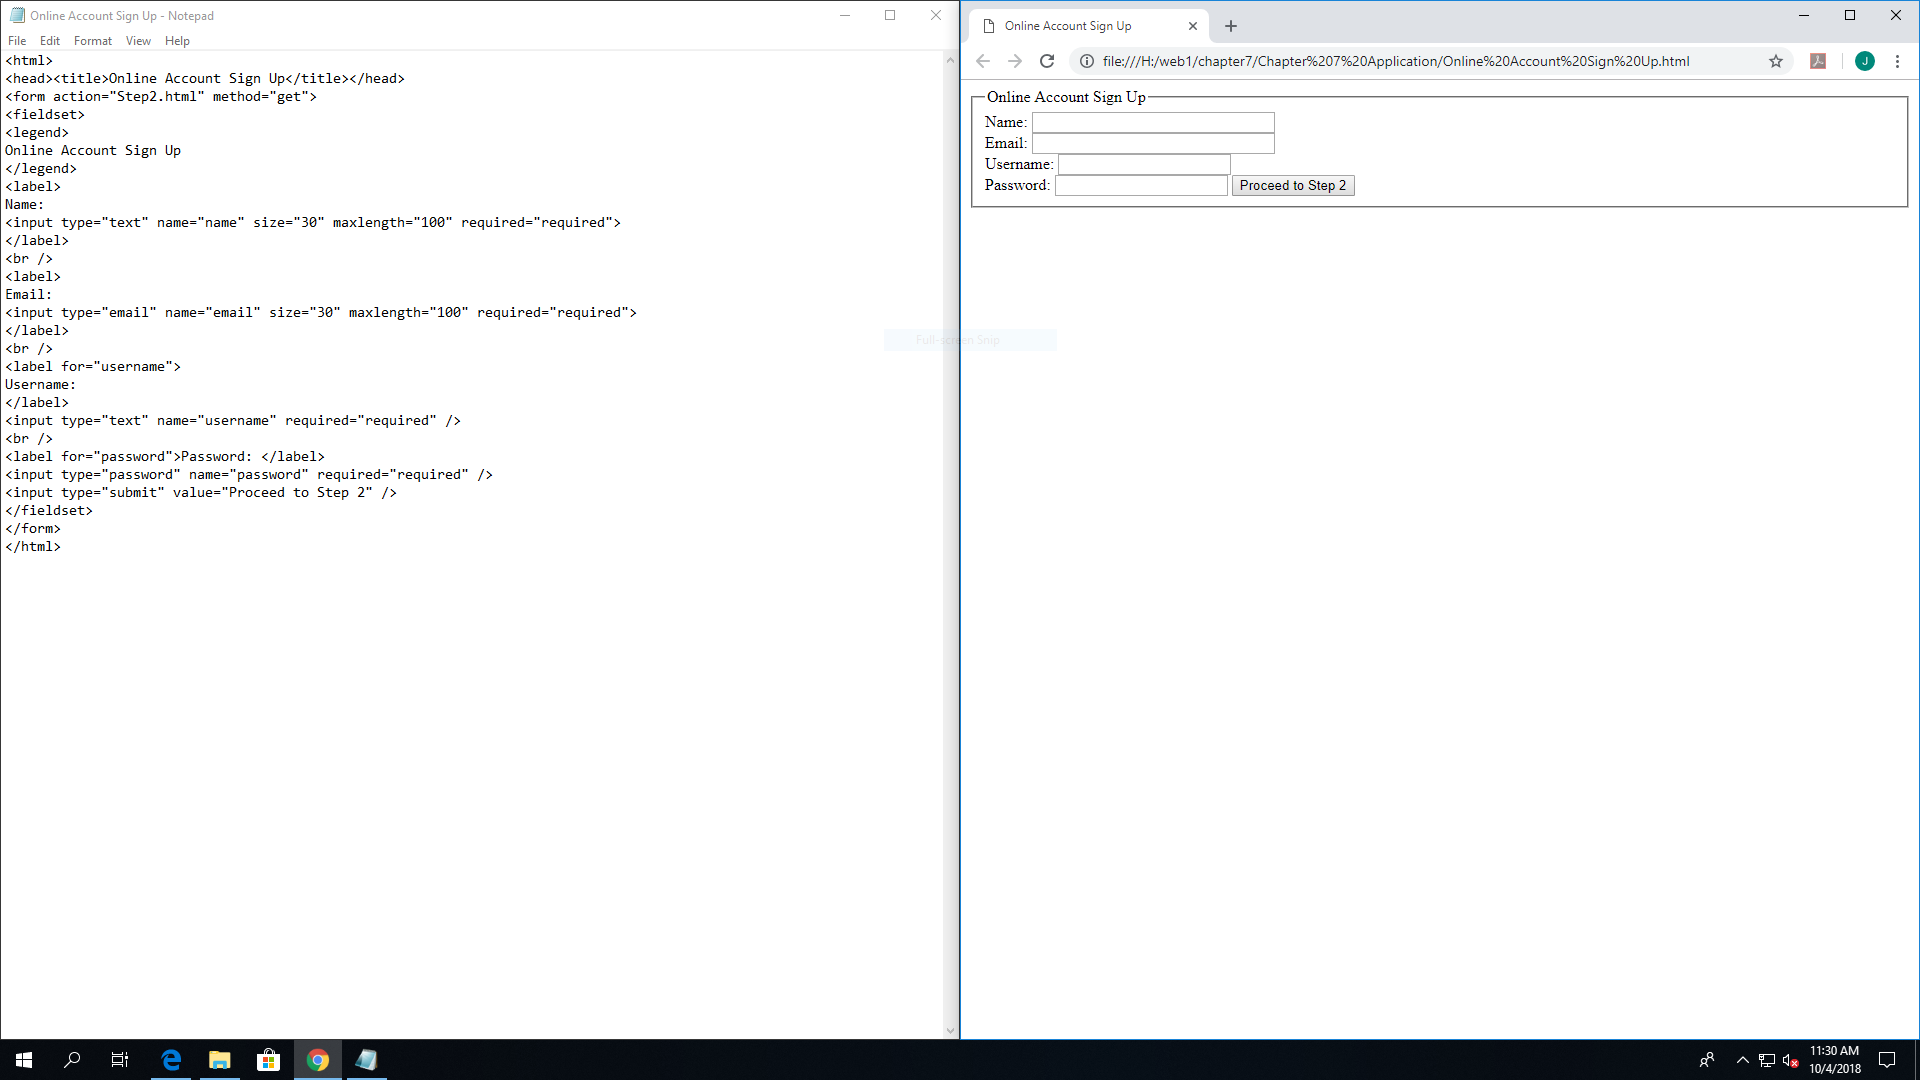 Online Account Sign Up - Notepad
File Edit Format View Help
<html>
<head><title>Online Account Sign Up</title></head>
<form action="Step2.html" method="get">
<fieldset>
<legend>
Online Account Sign Up
</legend>
<label>
Name:
<input type="text" name="name" size="30" maxlength="100" required="required">
</label>
<br />
<label>
Email:
<input type="email" name="email" size="30" maxlength="100" required="required">
</label>
<br />
<label for="username">
Username:
</label>
<input type="text" name="username" required="required" />
<br />
<label for="password">Password: </label>
<input type="password" name="password" required="required" />
<input type="submit" value="Proceed to Step 2" />
</fieldset>
</form>
</html>
Full-screen Snip
Online Account Sign Up
file:///H:/web1/chapter7/Chapter%207%20Application/Online%20Account%20Sign%20Up.html
J
Online Account Sign Up
Name:
Email:
Username:
Password: Proceed to Step 2
11:30 AM
10/4/2018